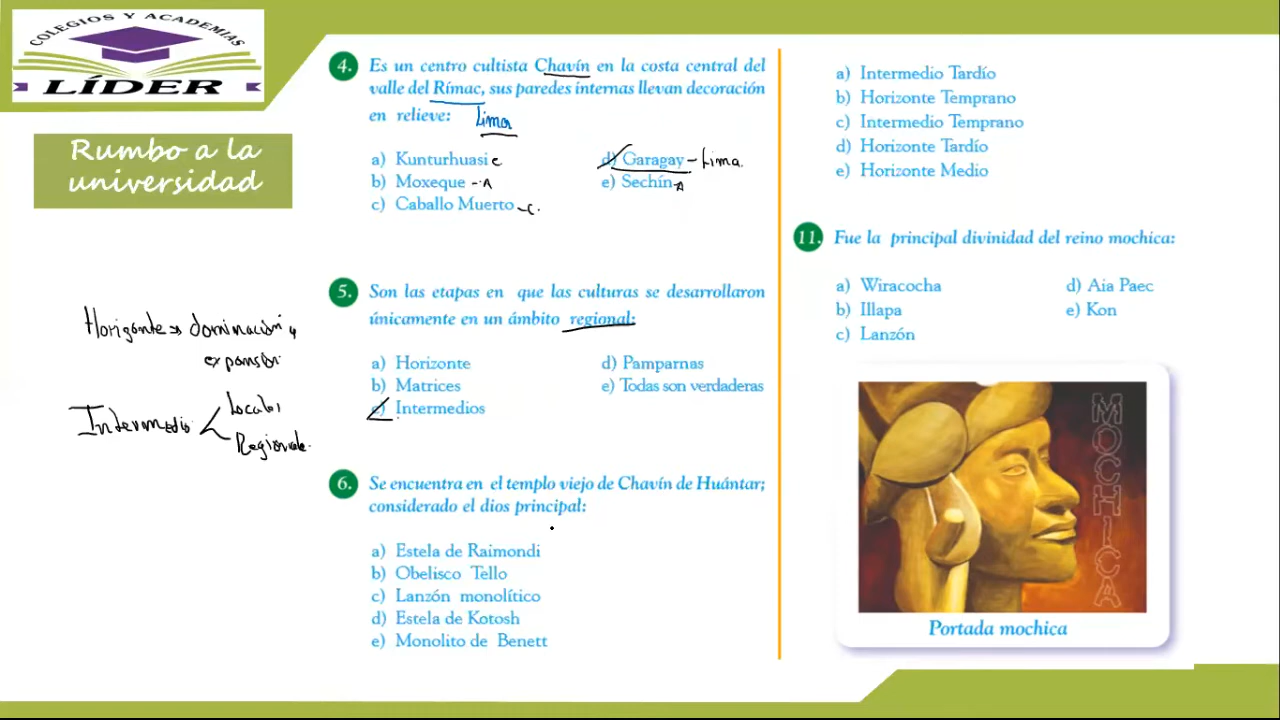 COLEGIOS Y ACADEMIAS
LÍDER
Rumbo a la
universidad
Horizonte => dominación y
expansión
Intermedio
Locales
Regionale
4. Es un centro cultista Chavín en la costa central del
valle del Rímac, sus paredes internas llevan decoración
en relieve: Lima
a) Kunturhuasi c
b) Moxeque - A
c) Caballo Muerto - c.
d) Garagay - Lima.
e) Sechín A
5. Son las etapas en que las culturas se desarrollaron
únicamente en un ámbito regional:
a) Horizonte
b) Matrices
c) Intermedios
d) Pamparnas
e) Todas son verdaderas
6. Se encuentra en el templo viejo de Chavín de Huántar;
considerado el dios principal:
a) Estela de Raimondi
b) Obelisco Tello
c) Lanzón monolítico
d) Estela de Kotosh
e) Monolito de Benett
a) Intermedio Tardío
b) Horizonte Temprano
c) Intermedio Temprano
d) Horizonte Tardío
e) Horizonte Medio
11. Fue la principal divinidad del reino mochica:
a) Wiracocha
b) Illapa
c) Lanzón
d) Aia Paec
e) Kon
MOCHICA
Portada mochica